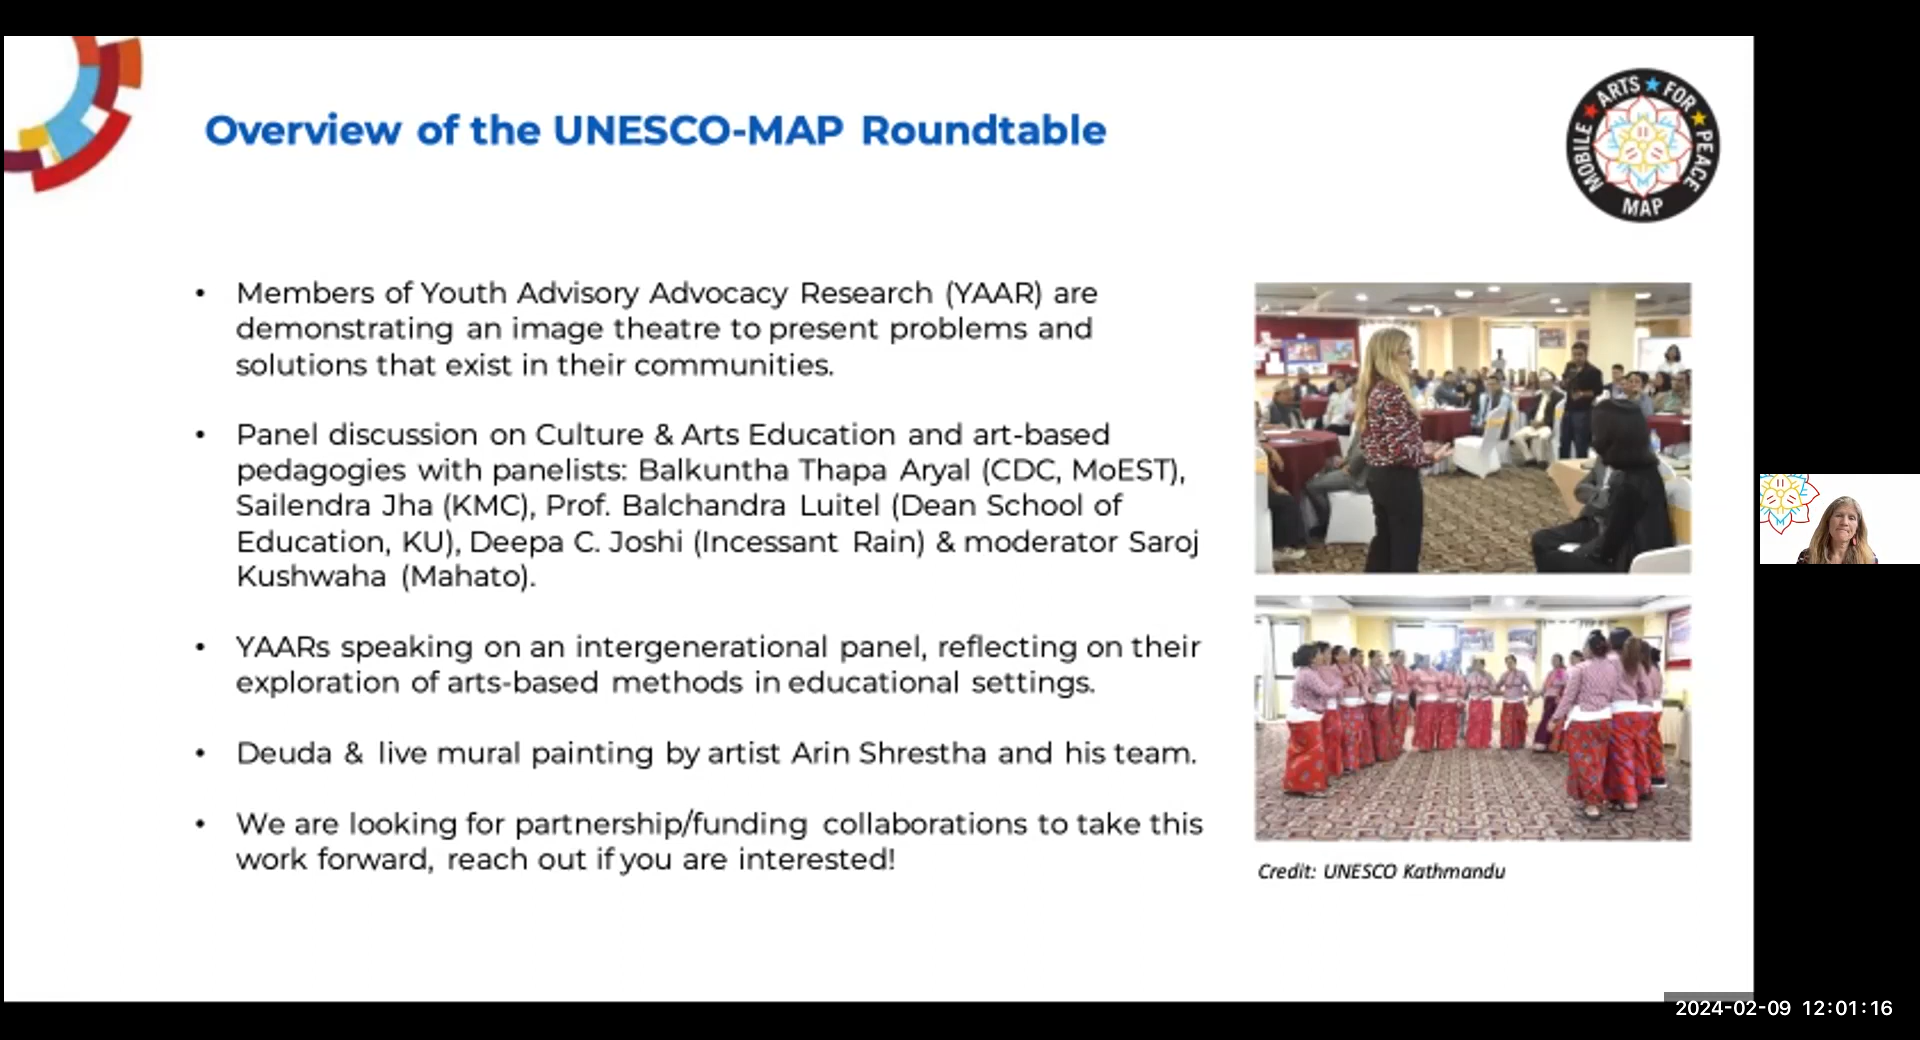 Overview of the UNESCO-MAP Roundtable
MOBILE ★ ARTS ★ FOR ★ PEACE
MAP
• Members of Youth Advisory Advocacy Research (YAAR) are
demonstrating an image theatre to present problems and
solutions that exist in their communities.
• Panel discussion on Culture & Arts Education and art-based
pedagogies with panelists: Balkuntha Thapa Aryal (CDC, MoEST),
Sailendra Jha (KMC), Prof. Balchandra Luitel (Dean School of
Education, KU), Deepa C. Joshi (Incessant Rain) & moderator Saroj
Kushwaha (Mahato).
• YAARs speaking on an intergenerational panel, reflecting on their
exploration of arts-based methods in educational settings.
• Deuda & live mural painting by artist Arin Shrestha and his team.
• We are looking for partnership/funding collaborations to take this
work forward, reach out if you are interested!
Credit: UNESCO Kathmandu
2024-02-09 12:01:16